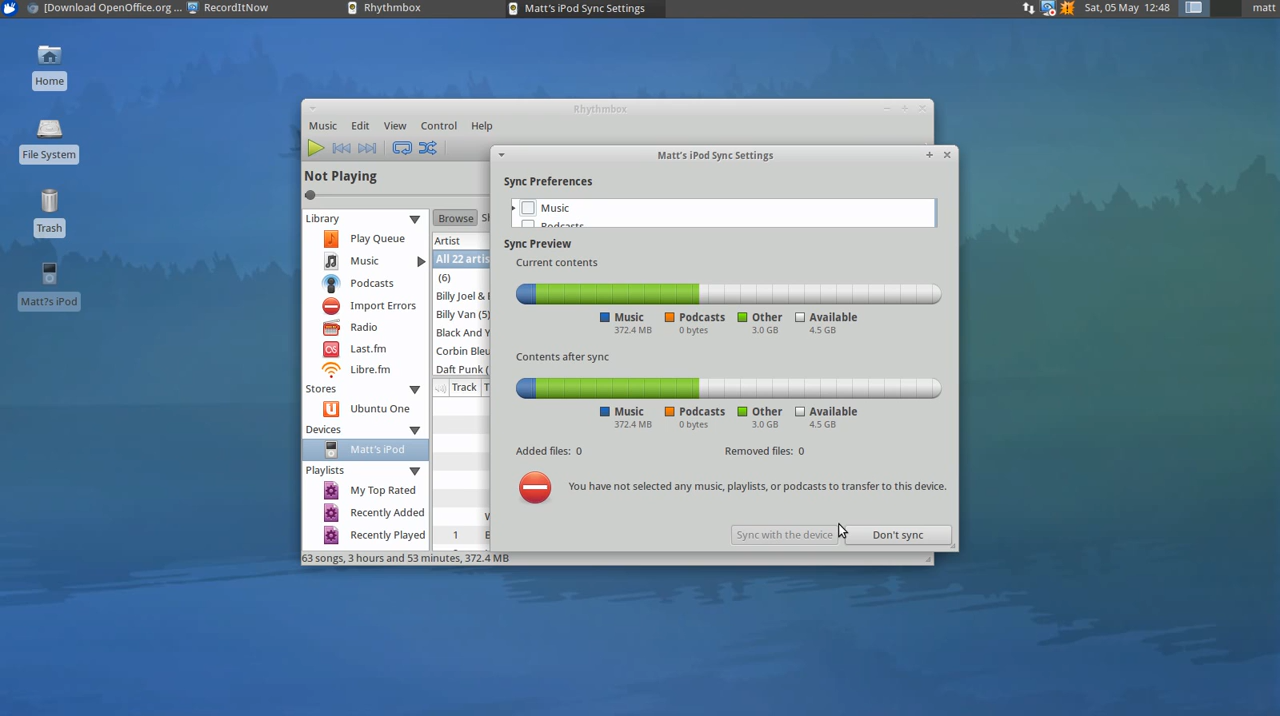 [Download OpenOffice.org ... RecordItNow Rhythmbox Matt's iPod Sync Settings Sat, 05 May 12:48 matt
Home
File System
Trash
Matt?s iPod
Rhythmbox
Music Edit View Control Help
Not Playing
Library
Play Queue
Music
Podcasts
Import Errors
Radio
Last.fm
Libre.fm
Stores
Ubuntu One
Devices
Matt's iPod
Playlists
My Top Rated
Recently Added
Recently Played
Browse
Artist
All 22 artis
(6)
Billy Joel &
Billy Van (5)
Black And Y
Corbin Bleu
Daft Punk (
Track T
1 E
63 songs, 3 hours and 53 minutes, 372.4 MB
Matt's iPod Sync Settings
Sync Preferences
Music
Podcasts
Sync Preview
Current contents
Music Podcasts Other Available
372.4 MB 0 bytes 3.0 GB 4.5 GB
Contents after sync
Music Podcasts Other Available
372.4 MB 0 bytes 3.0 GB 4.5 GB
Added files: 0 Removed files: 0
You have not selected any music, playlists, or podcasts to transfer to this device.
Sync with the device Don't sync